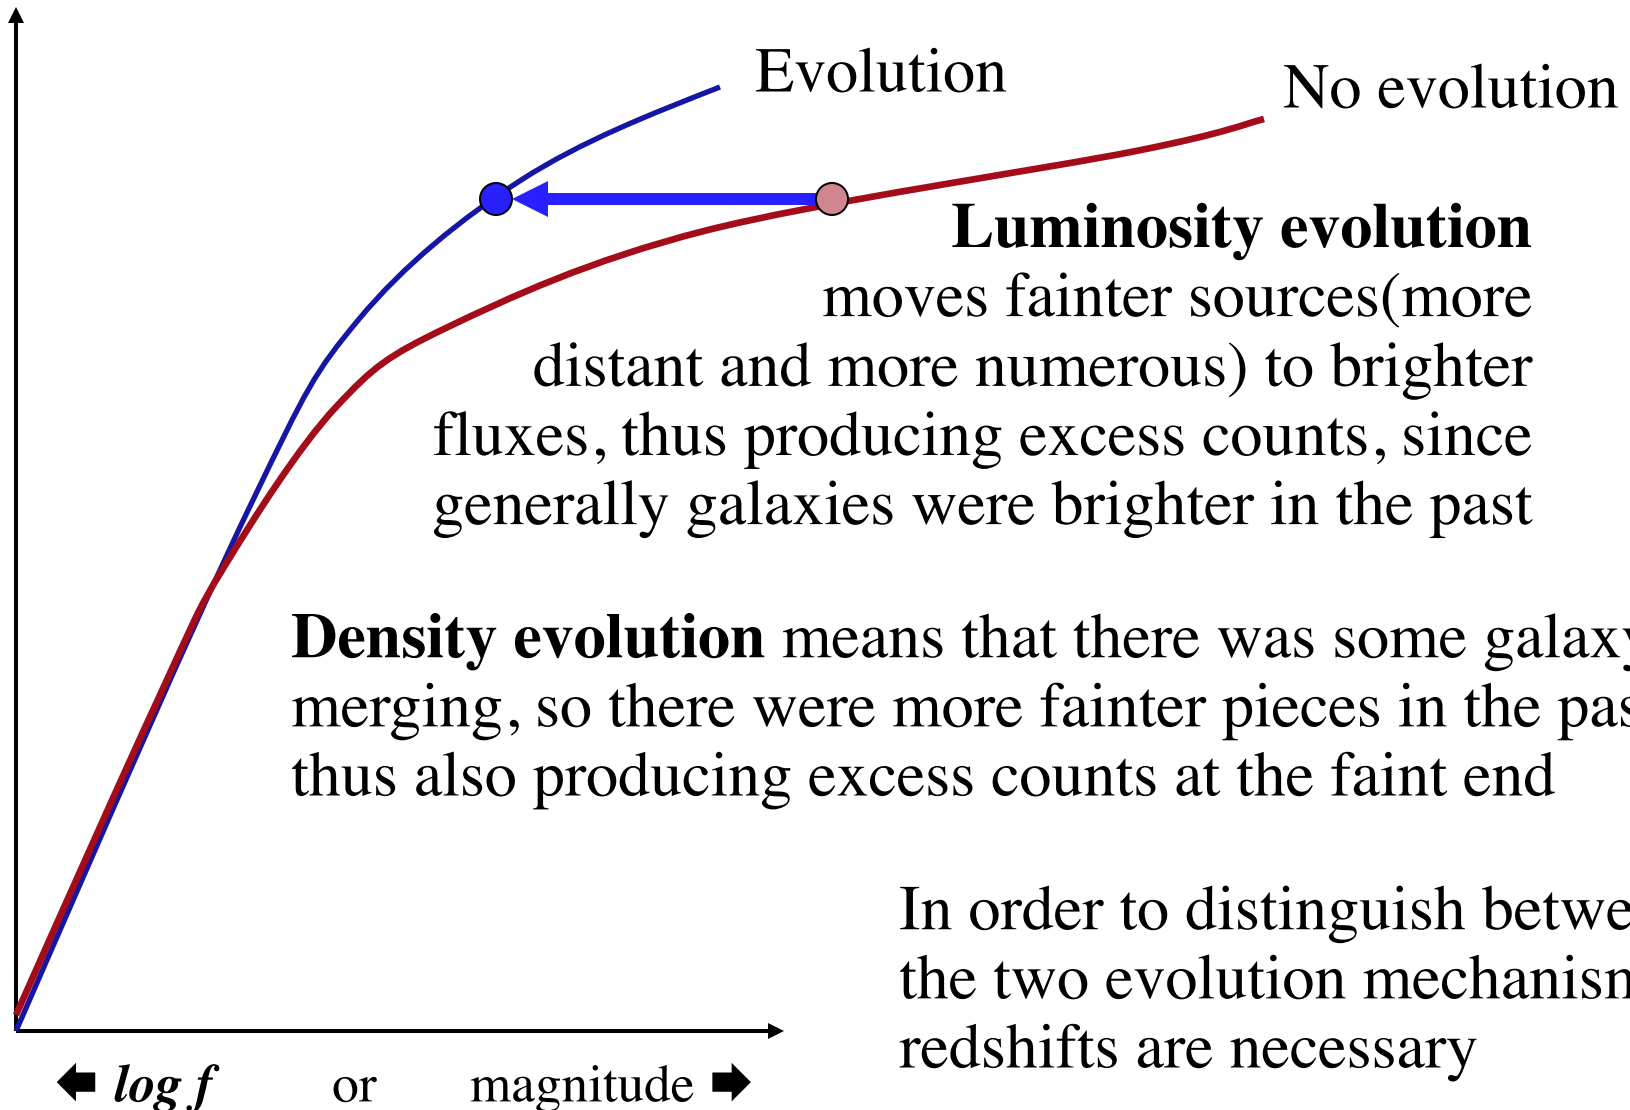 Evolution
No evolution
Luminosity evolution
moves fainter sources(more
distant and more numerous) to brighter
fluxes, thus producing excess counts, since
generally galaxies were brighter in the past
Density evolution means that there was some galaxy
merging, so there were more fainter pieces in the
thus also producing excess counts at the faint end
In order to distinguish
the two evolution
redshifts are necessary
log f or magnitude